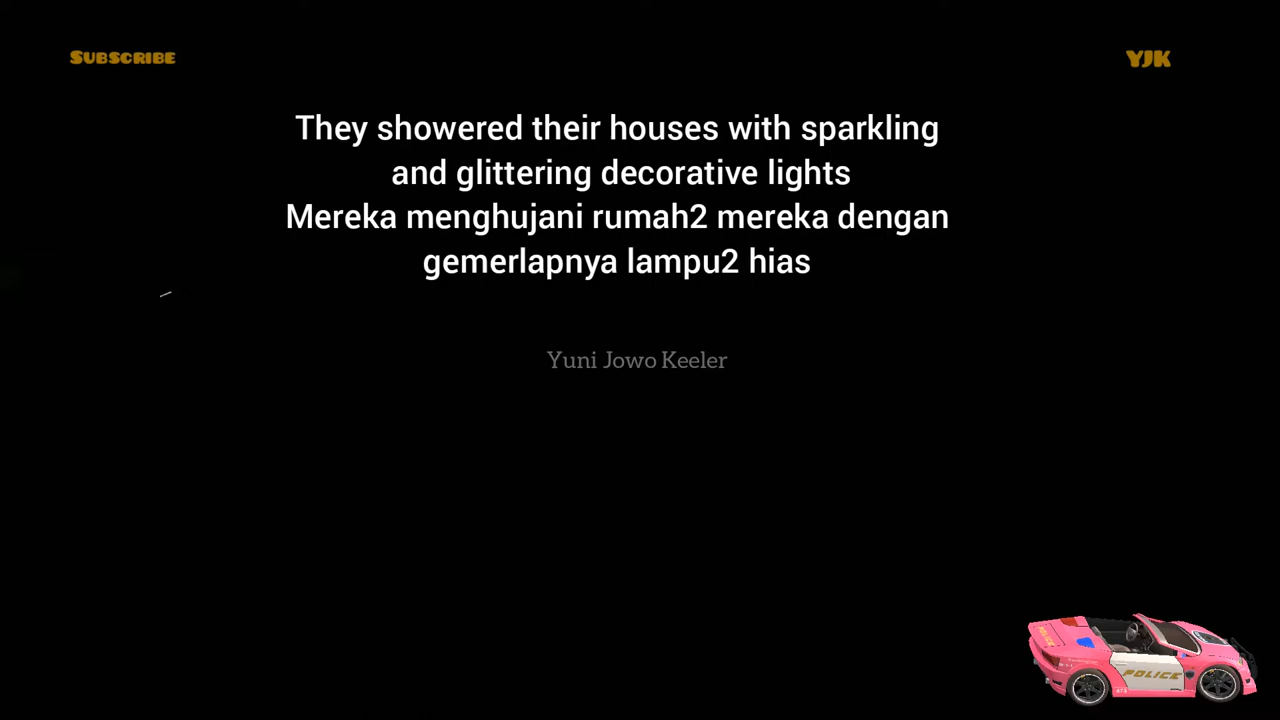 SUBSCRIBE
YJK
They showered their houses with sparkling
and glittering decorative lights
Mereka menghujani rumah2 mereka dengan
gemerlapnya lampu2 hias
Yuni Jowo Keeler
POLICE